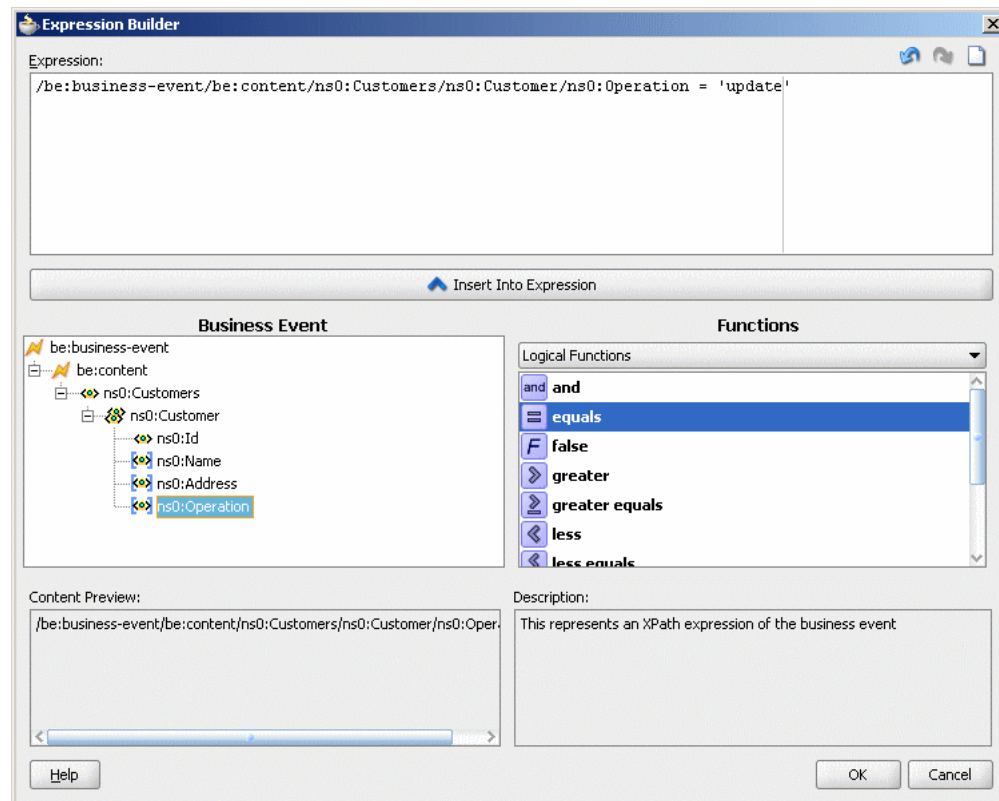 Expression Builder
Expression:
/be:business-event/be:content/ns0:Customers/ns0:Customer/ns0:Operation = 'update'
Insert Into Expression
Business Event
be:business-event
be:content
ns0:Customers
ns0:Customer
ns0:Id
ns0:Name
ns0:Address
ns0:Operation
Functions
Logical Functions
and and
equals
F false
greater
greater equals
less
less equals
Content Preview:
/be:business-event/be:content/ns0:Customers/ns0:Customer/ns0:Oper
Description:
This represents an XPath expression of the business event
Help
OK
Cancel